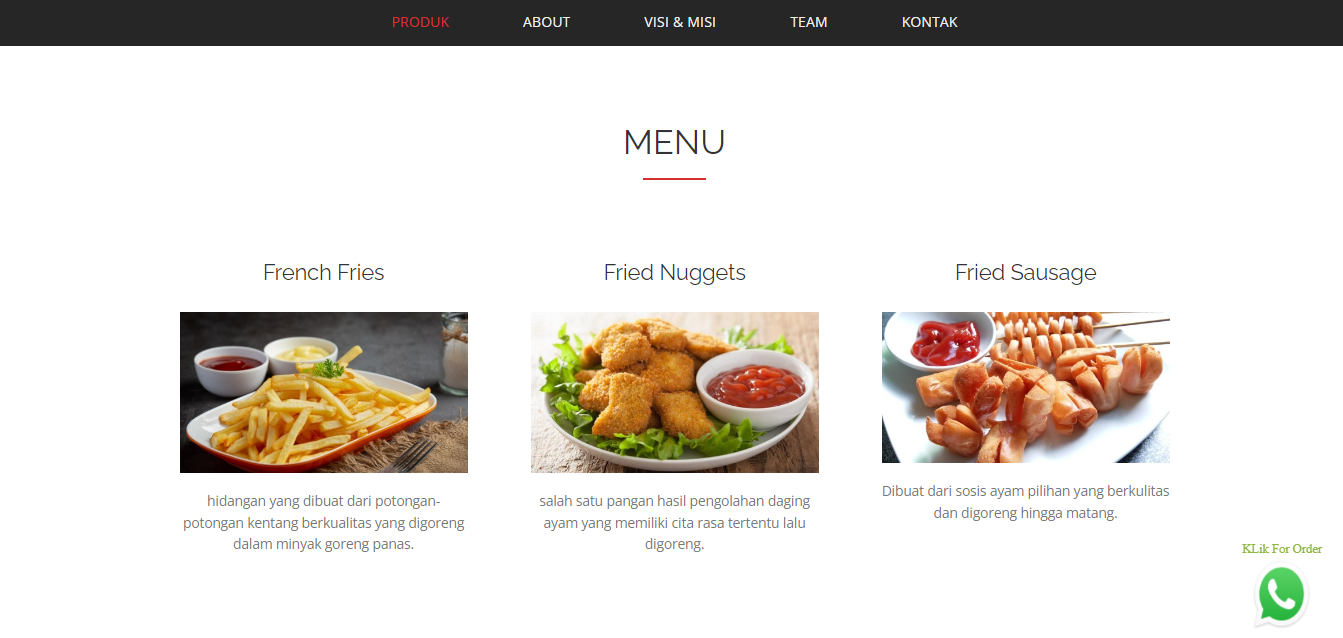 PRODUK ABOUT VISI & MISI TEAM KONTAK
MENU
French Fries
hidangan yang dibuat dari potongan-
potongan kentang berkualitas yang digoreng
dalam minyak goreng panas.
Fried Nuggets
salah satu pangan hasil pengolahan daging
ayam yang memiliki cita rasa tertentu lalu
digoreng.
Fried Sausage
Dibuat dari sosis ayam pilihan yang berkulitas
dan digoreng hingga matang.
KLik For Order